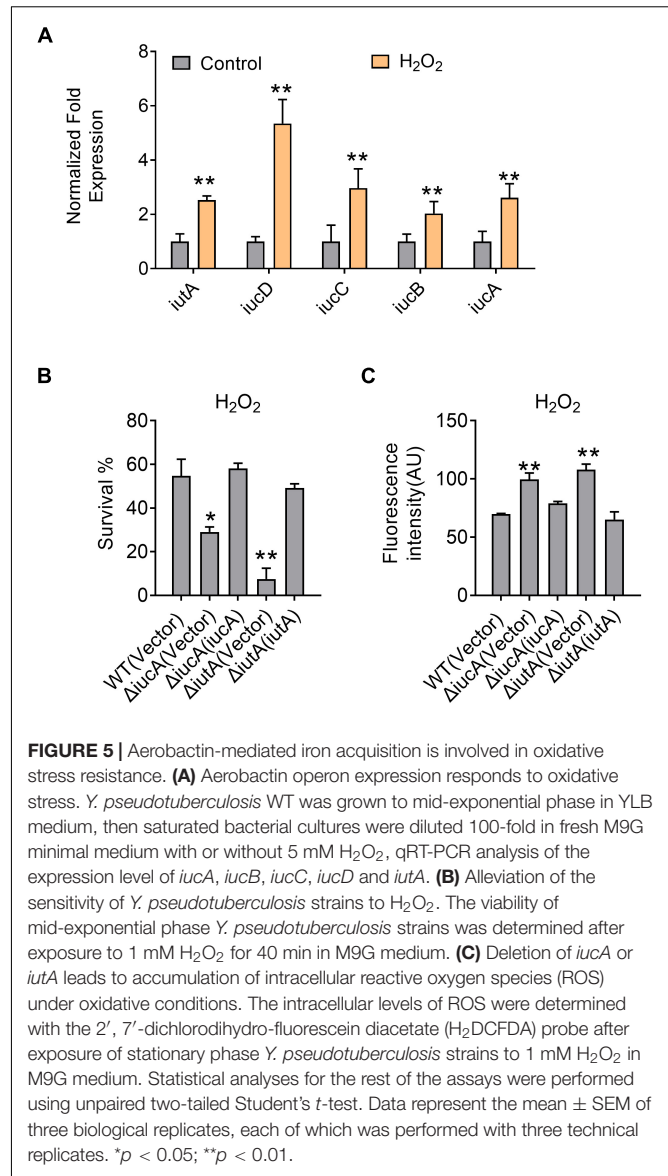 A
Normalized Fold
Expression
8
6
4
2
0
Control
H₂O₂
**
**
**
**
**
iutA
iucD
iucC
iucB
iucA
B
H₂O₂
Survival %
80
60
40
20
0
*
**
WT(Vector)
ΔiucA(Vector)
ΔiucA(iucA)
ΔiutA(Vector)
ΔiutA(iutA)
C
H₂O₂
Fluorescence
intensity(AU)
150
100
50
0
**
**
WT(Vector)
ΔiucA(Vector)
ΔiucA(iucA)
ΔiutA(Vector)
ΔiutA(iutA)
FIGURE 5 | Aerobactin-mediated iron acquisition is involved in oxidative
stress resistance. (A) Aerobactin operon expression responds to oxidative
stress. Y. pseudotuberculosis WT was grown to mid-exponential phase in YLB
medium, then saturated bacterial cultures were diluted 100-fold in fresh M9G
minimal medium with or without 5 mM H₂O₂, qRT-PCR analysis of the
expression level of iucA, iucB, iucC, iucD and iutA. (B) Alleviation of the
sensitivity of Y. pseudotuberculosis strains to H₂O₂. The viability of
mid-exponential phase Y. pseudotuberculosis strains was determined after
exposure to 1 mM H₂O₂ for 40 min in M9G medium. (C) Deletion of iucA or
iutA leads to accumulation of intracellular reactive oxygen species (ROS)
under oxidative conditions. The intracellular levels of ROS were determined
with the 2′, 7′-dichlorodihydro-fluorescein diacetate (H₂DCFDA) probe after
exposure of stationary phase Y. pseudotuberculosis strains to 1 mM H₂O₂ in
M9G medium. Statistical analyses for the rest of the assays were performed
using unpaired two-tailed Student's t-test. Data represent the mean ± SEM of
three biological replicates, each of which was performed with three technical
replicates. *p < 0.05; **p < 0.01.